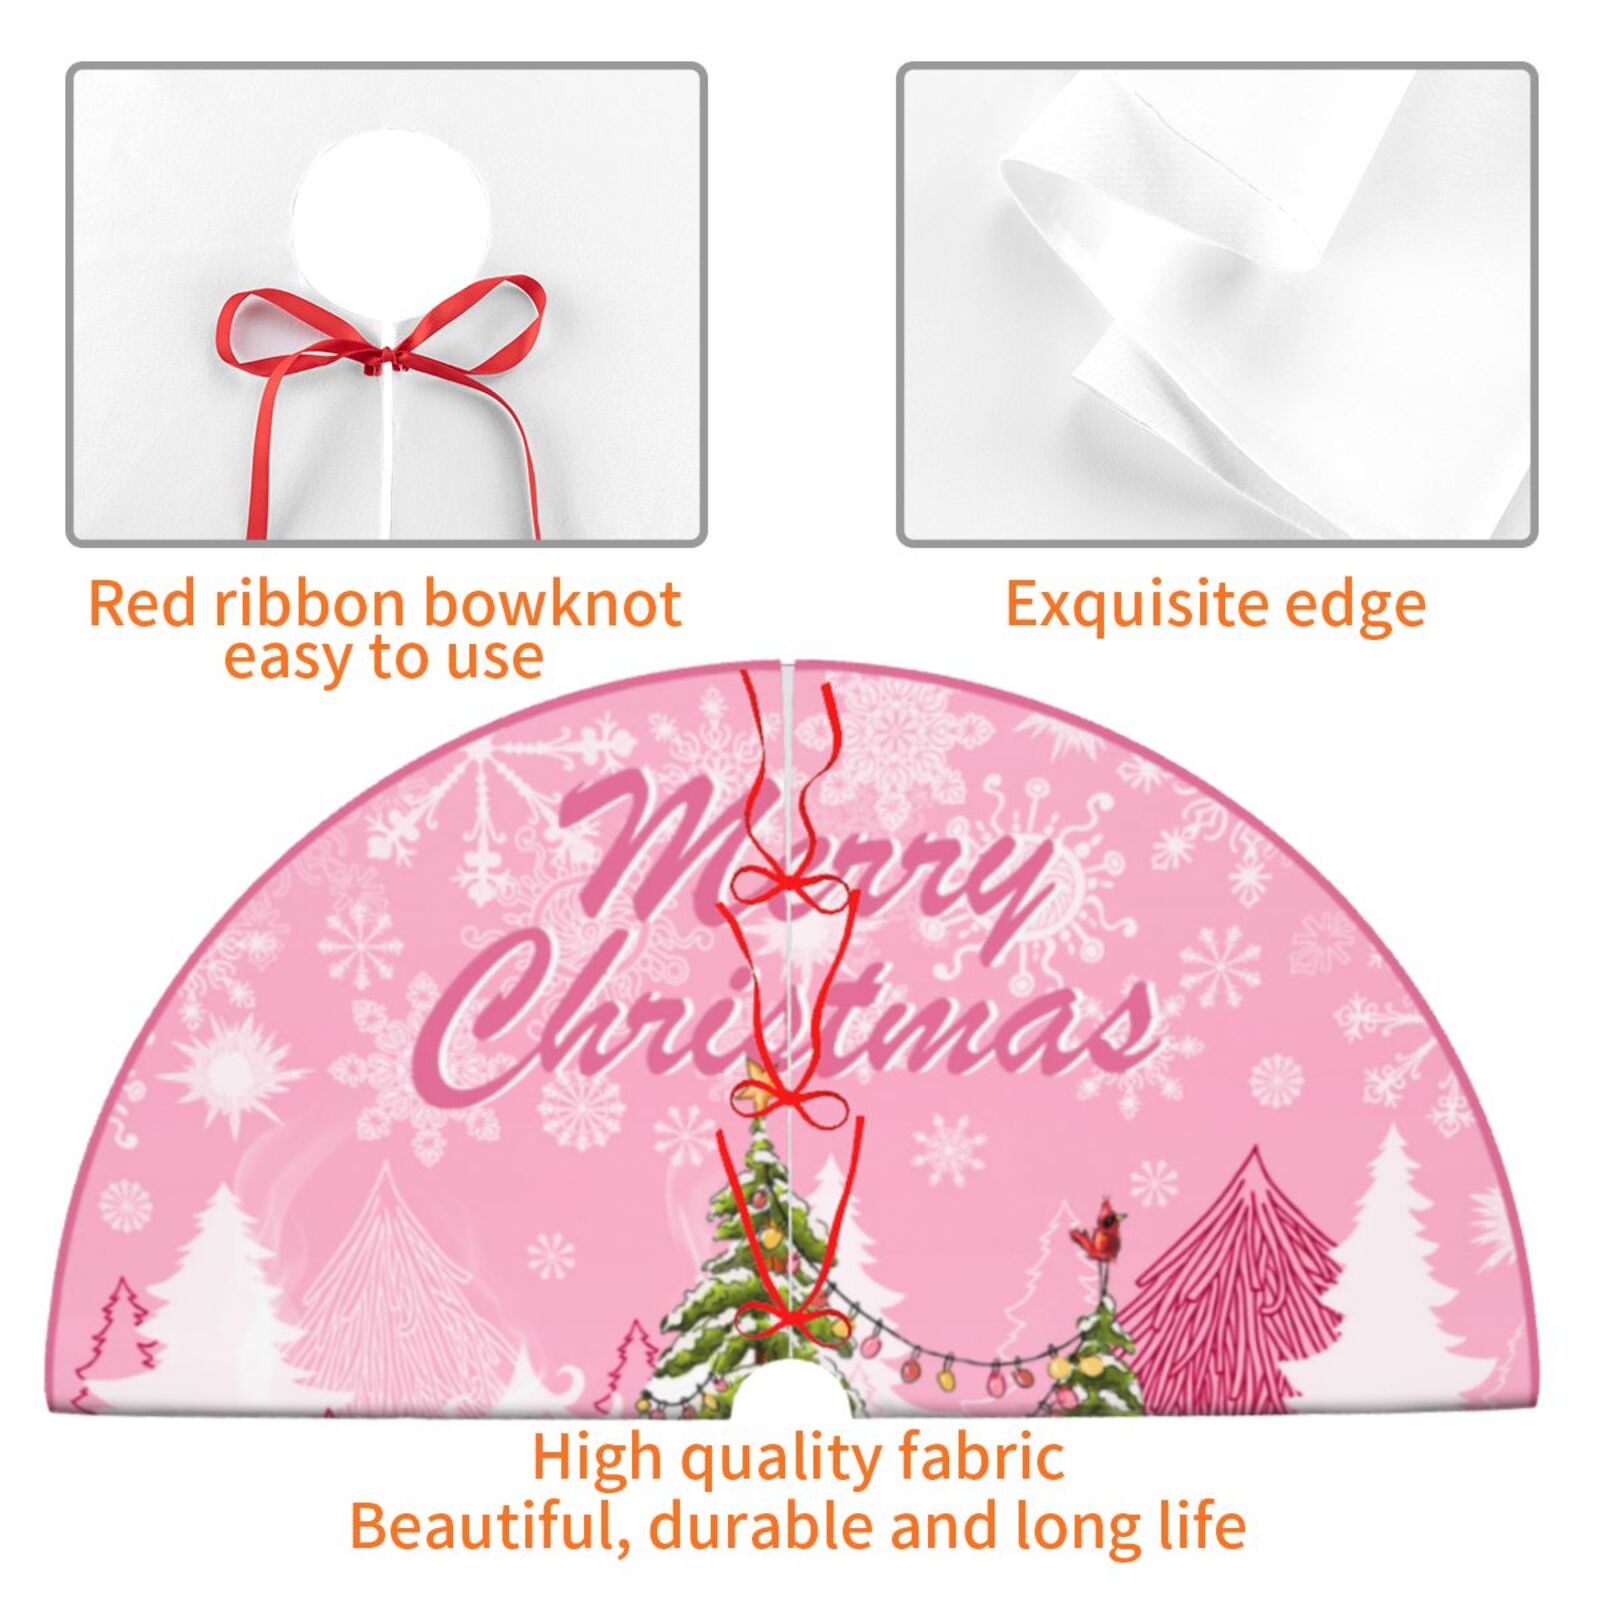 Red ribbon bowknot
easy to use
Exquisite edge
Merry
Christmas
High quality fabric
Beautiful, durable and long life